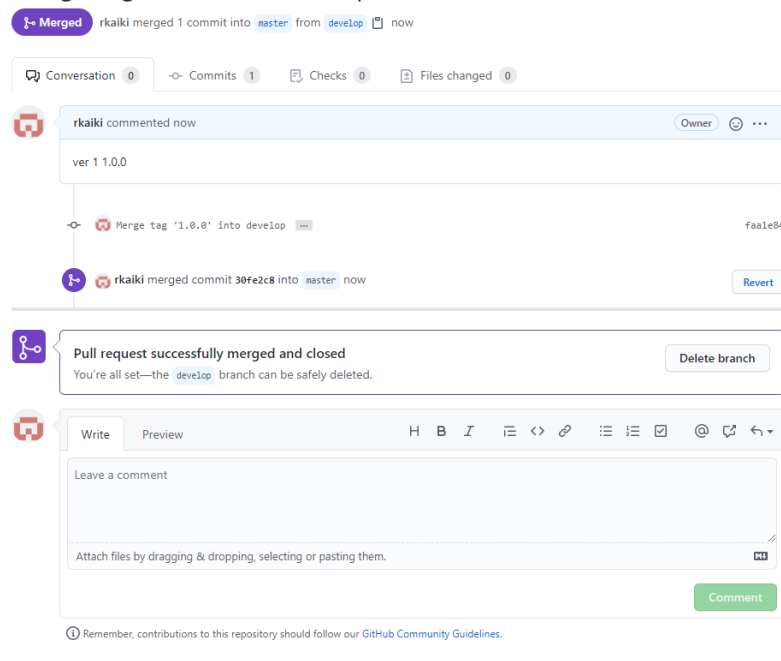 Merged rkaiki merged 1 commit into master from develop now
Conversation 0 Commits 1 Checks 0 Files changed 0
rkaiki commented now Owner
ver 1 1.0.0
Merge tag '1.0.0' into develop ... faa1e84
rkaiki merged commit 30fe2c8 into master now Revert
Pull request successfully merged and closed
You're all set—the develop branch can be safely deleted.
Delete branch
Write Preview H B I
Leave a comment
Attach files by dragging & dropping, selecting or pasting them.
Comment
Remember, contributions to this repository should follow our GitHub Community Guidelines.